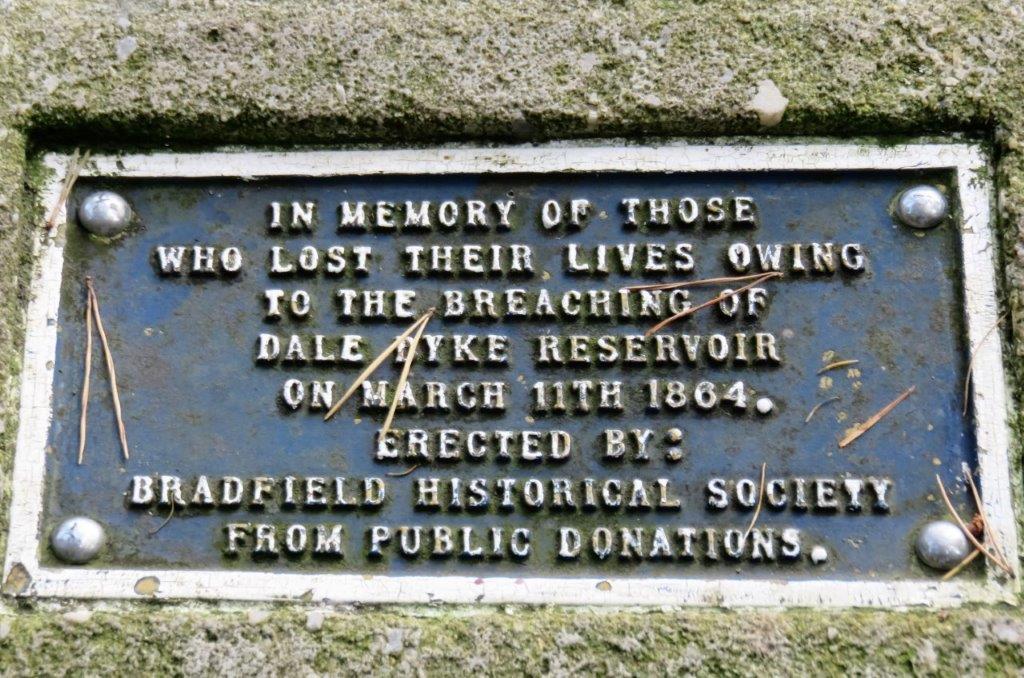 IN MEMORY OF THOSE
WHO LOST THEIR LIVES OWING
TO THE BREACHING OF
DALE DYKE RESERVOIR
ON MARCH 11TH 1864.
ERECTED BY:
BRADFIELD HISTORICAL SOCIETY
FROM PUBLIC DONATIONS.